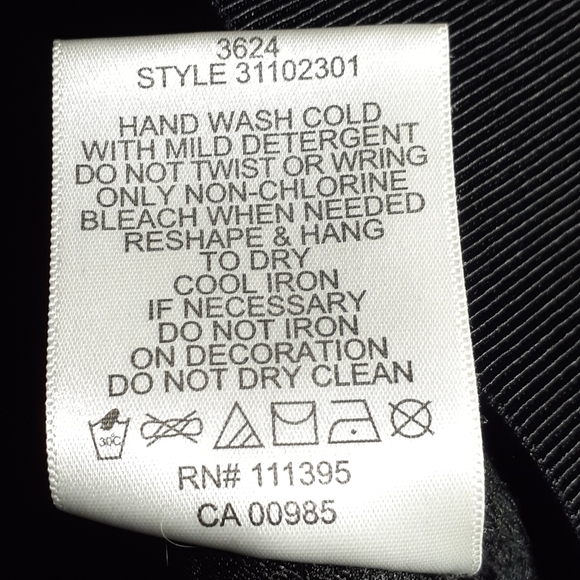 3624
STYLE 31102301
HAND WASH COLD
WITH MILD DETERGENT
DO NOT TWIST OR WRING
ONLY NON-CHLORINE
BLEACH WHEN NEEDED
RESHAPE & HANG
TO DRY
COOL IRON
IF NECESSARY
DO NOT IRON
ON DECORATION
DO NOT DRY CLEAN
30°C
RN# 111395
CA 00985